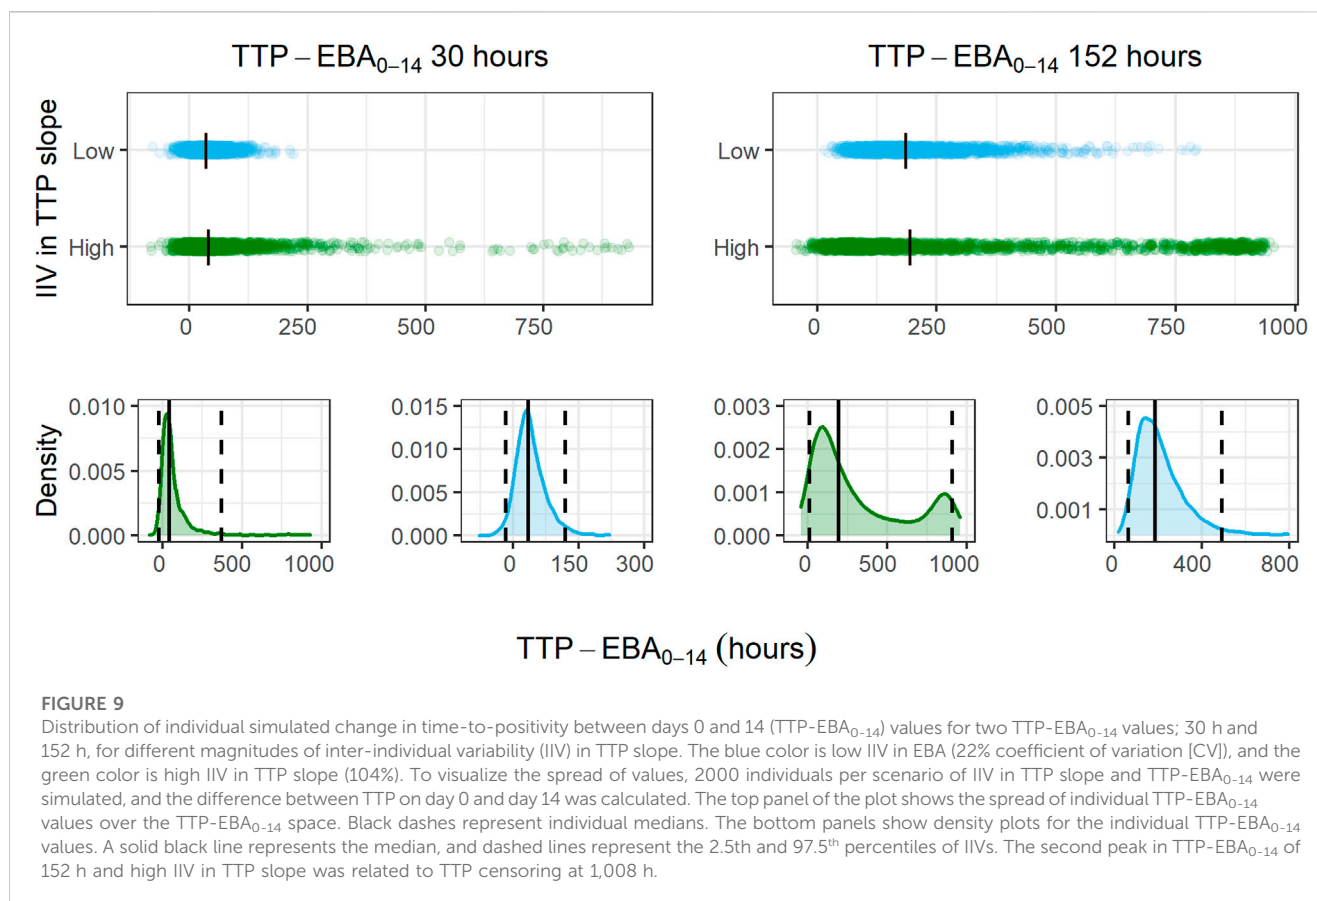 TTP – EBA0–14 30 hours
TTP – EBA0–14 152 hours
IIV in TTP slope
Low
High
0 250 500 750
Low
High
0 250 500 750 1000
Density
0.010
0.005
0.000
0 500 1000
0.015
0.010
0.005
0.000
0 150 300
0.003
0.002
0.001
0.000
0 500 1000
0.005
0.003
0.001
0 400 800
TTP – EBA0–14 (hours)
FIGURE 9
Distribution of individual simulated change in time-to-positivity between days 0 and 14 (TTP-EBA0-14) values for two TTP-EBA0-14 values; 30 h and
152 h, for different magnitudes of inter-individual variability (IIV) in TTP slope. The blue color is low IIV in EBA (22% coefficient of variation [CV]), and the
green color is high IIV in TTP slope (104%). To visualize the spread of values, 2000 individuals per scenario of IIV in TTP slope and TTP-EBA0-14 were
simulated, and the difference between TTP on day 0 and day 14 was calculated. The top panel of the plot shows the spread of individual TTP-EBA0-14
values over the TTP-EBA0-14 space. Black dashes represent individual medians. The bottom panels show density plots for the individual TTP-EBA0-14
values. A solid black line represents the median, and dashed lines represent the 2.5th and 97.5th percentiles of IIVs. The second peak in TTP-EBA0-14 of
152 h and high IIV in TTP slope was related to TTP censoring at 1,008 h.